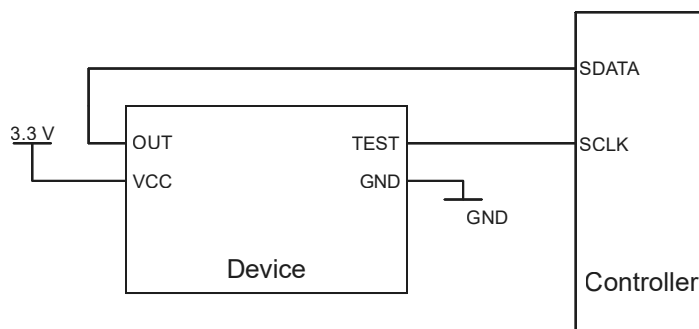 SDATA
3.3 V
OUT
TEST
SCLK
VCC
GND
GND
Device
Controller